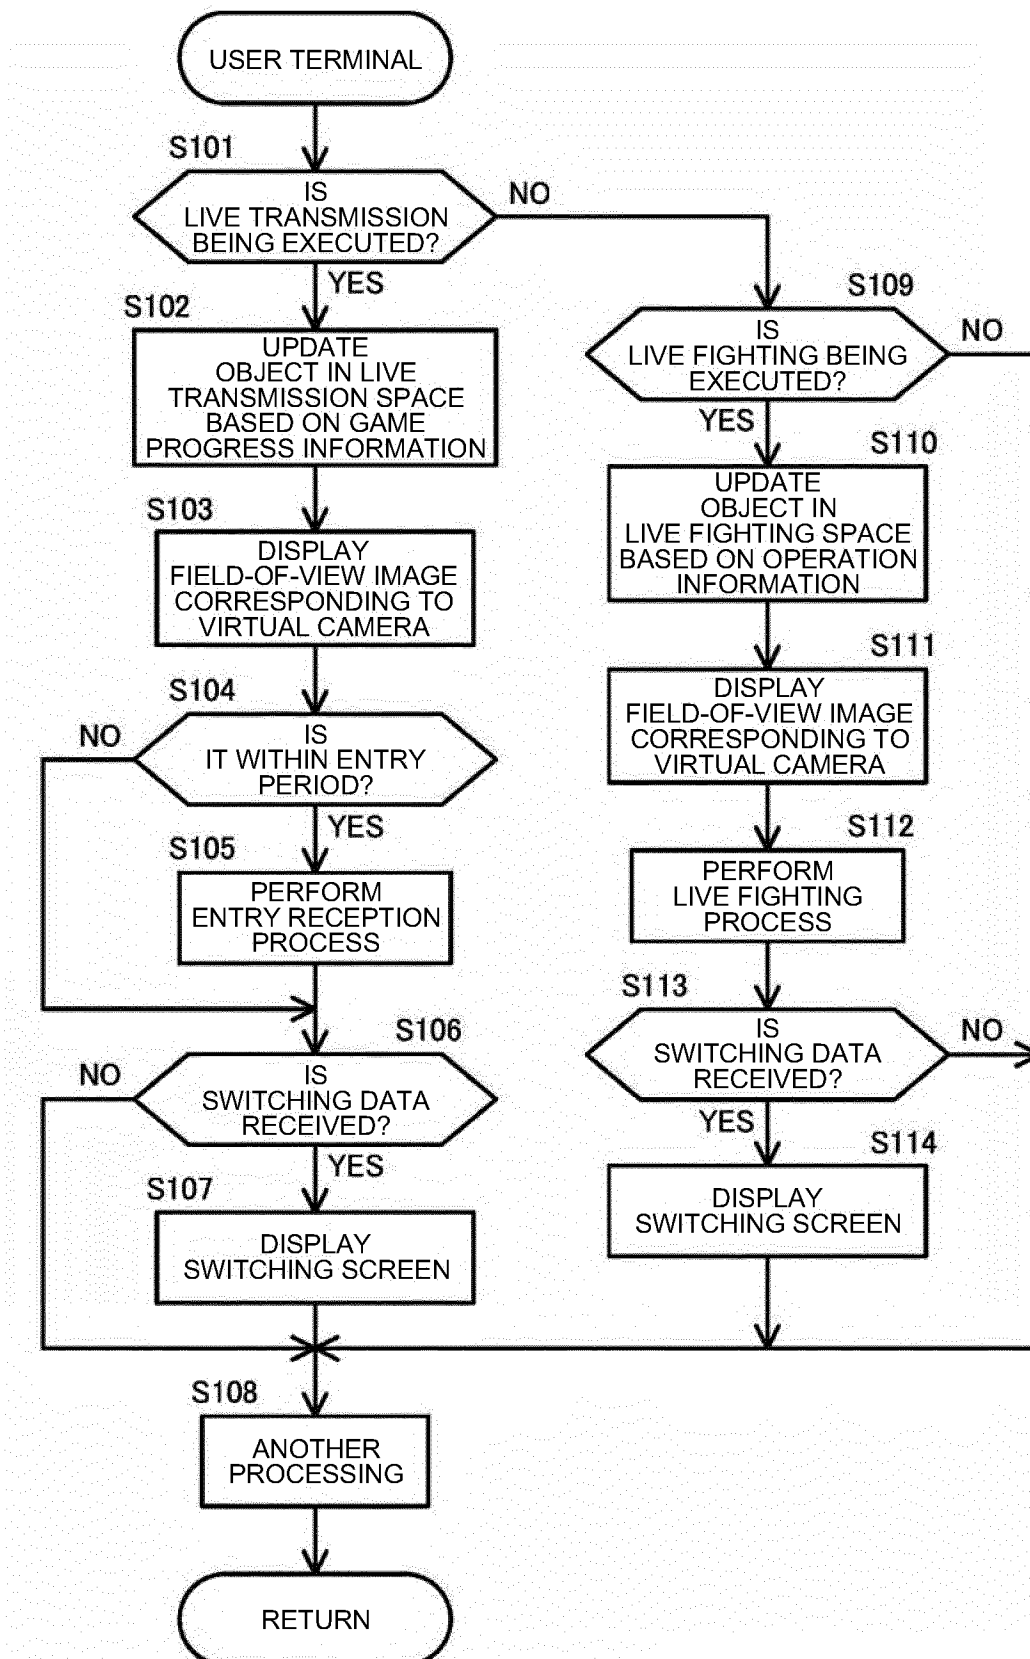 USER TERMINAL
S101
IS
LIVE TRANSMISSION
BEING EXECUTED?
NO
YES
S102
UPDATE
OBJECT IN LIVE
TRANSMISSION SPACE
BASED ON GAME
PROGRESS INFORMATION
S103
DISPLAY
FIELD-OF-VIEW IMAGE
CORRESPONDING TO
VIRTUAL CAMERA
S104
IS
IT WITHIN ENTRY
PERIOD?
NO
YES
S105
PERFORM
ENTRY RECEPTION
PROCESS
S106
IS
SWITCHING DATA
RECEIVED?
NO
YES
S107
DISPLAY
SWITCHING SCREEN
S108
ANOTHER
PROCESSING
RETURN
S109
IS
LIVE FIGHTING BEING
EXECUTED?
NO
YES
S110
UPDATE
OBJECT IN
LIVE FIGHTING SPACE
BASED ON OPERATION
INFORMATION
S111
DISPLAY
FIELD-OF-VIEW IMAGE
CORRESPONDING TO
VIRTUAL CAMERA
S112
PERFORM
LIVE FIGHTING
PROCESS
S113
IS
SWITCHING DATA
RECEIVED?
NO
YES
S114
DISPLAY
SWITCHING SCREEN